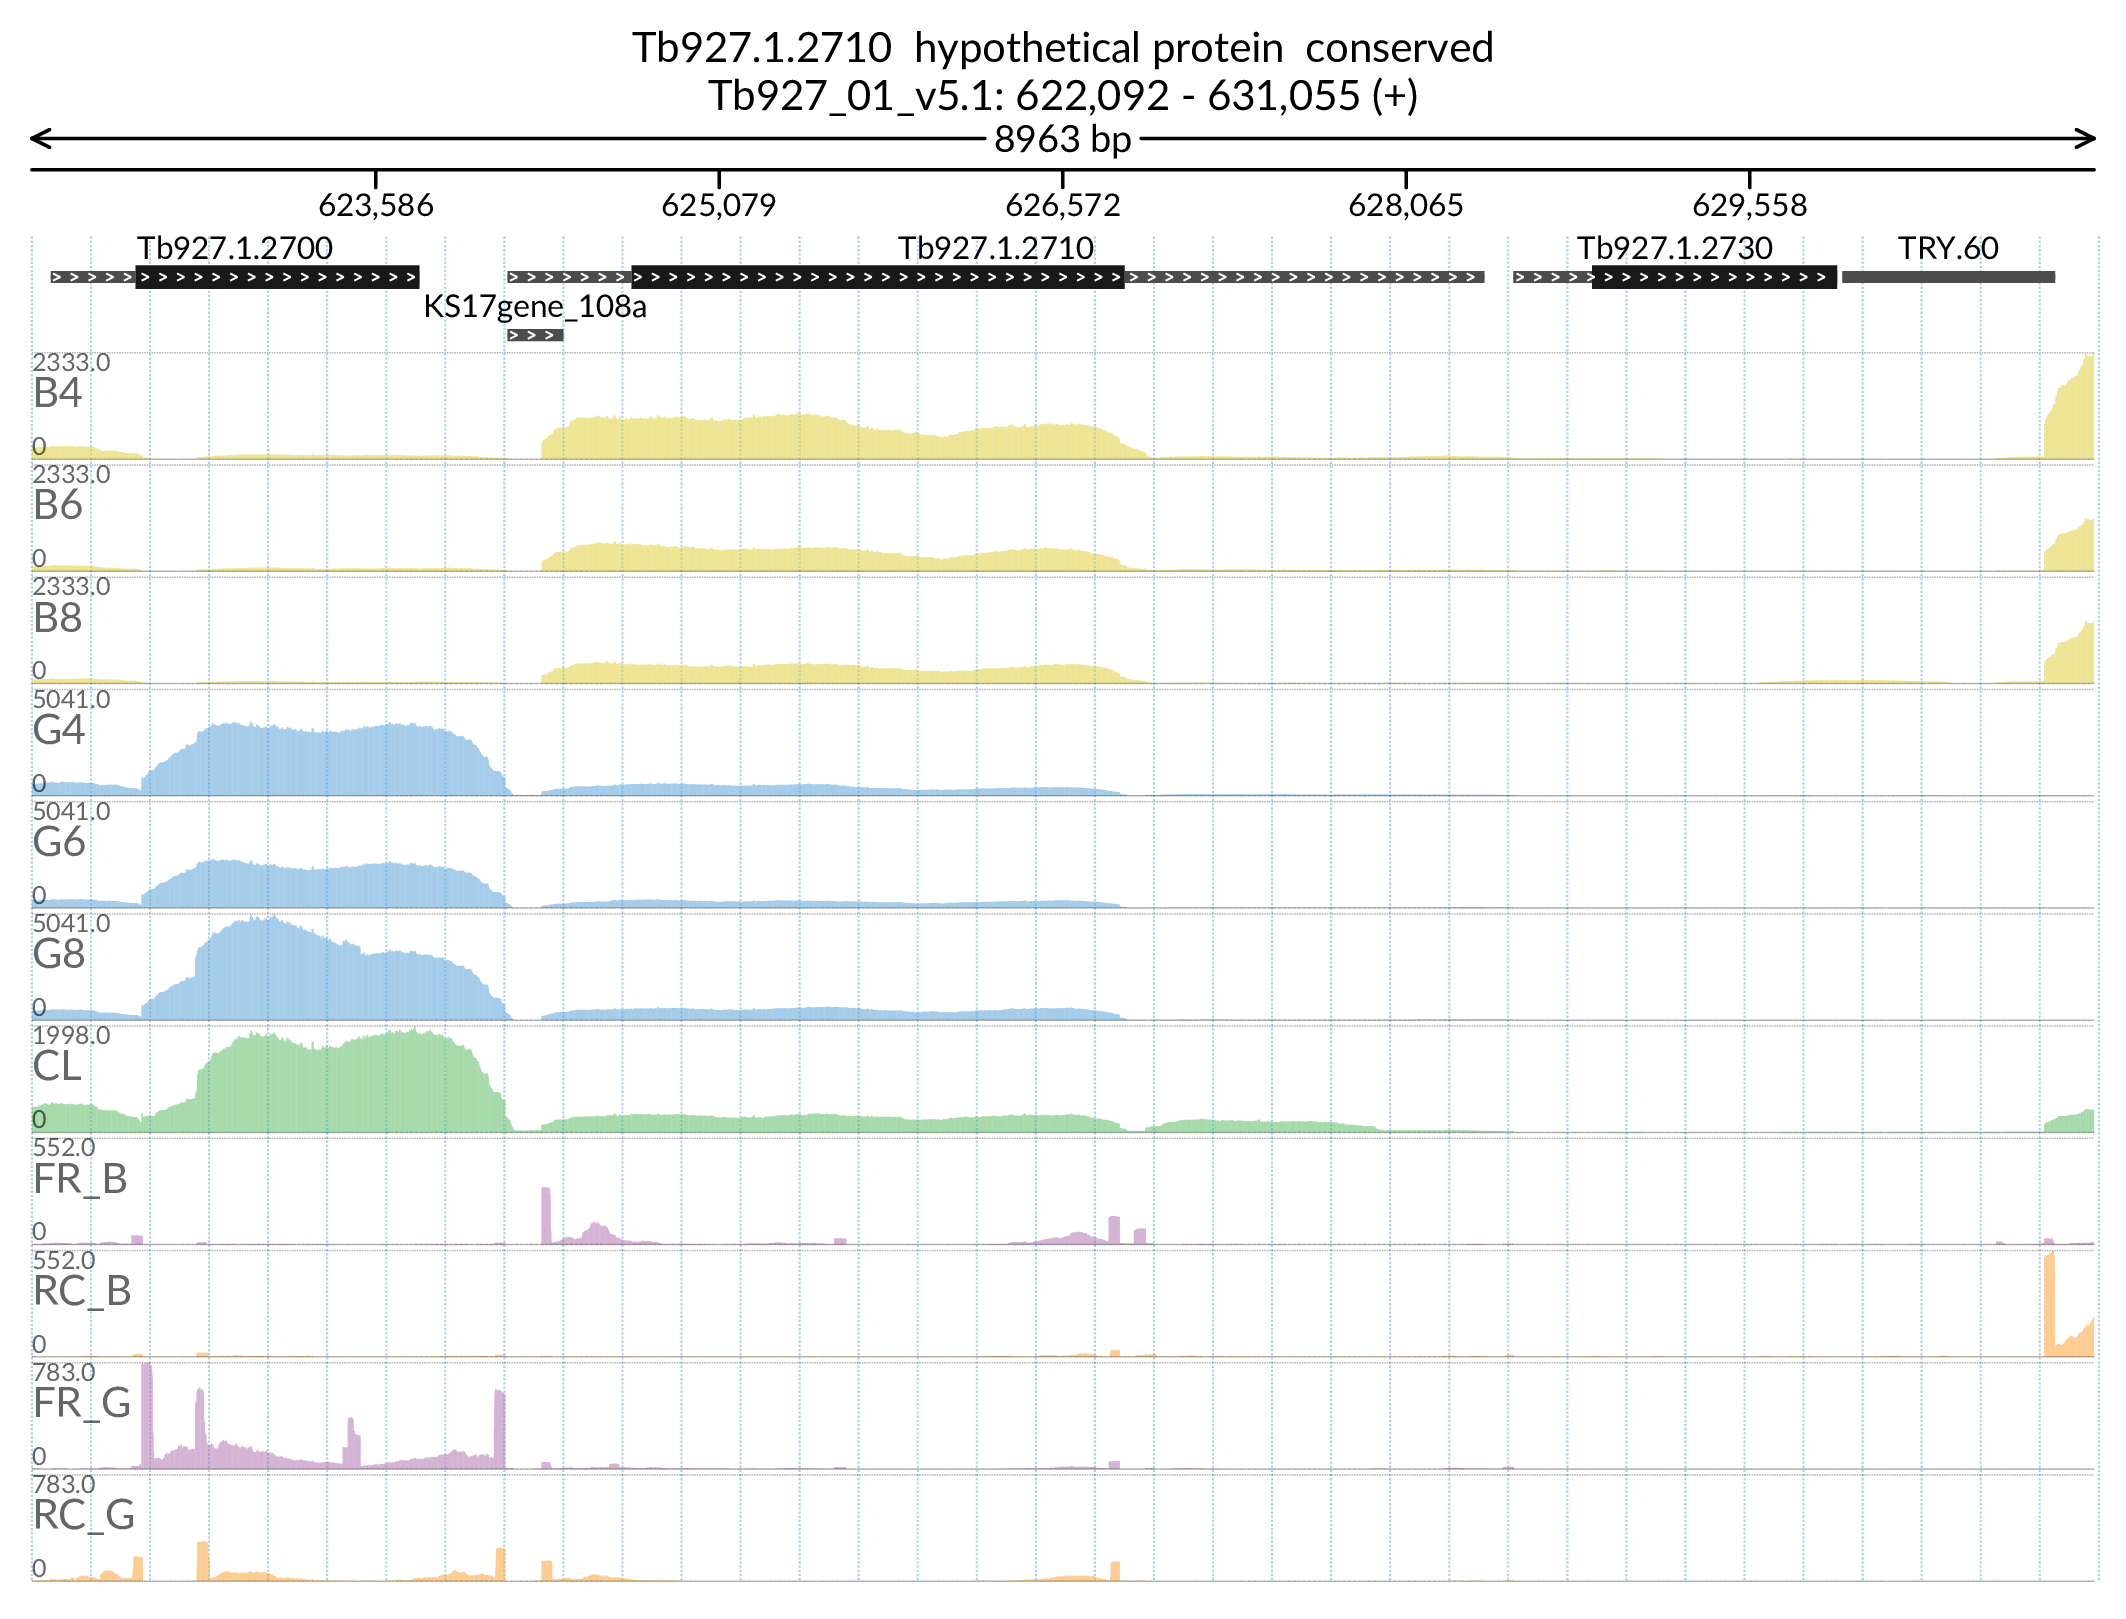 Tb927.1.2710 hypothetical protein conserved
Tb927_01_v5.1: 622,092 - 631,055 (+)
8963 bp
623,586 625,079 626,572 628,065 629,558
Tb927.1.2700 Tb927.1.2710 Tb927.1.2730 TRY.60
KS17gene_108a
2333.0
B4
0
2333.0
B6
0
2333.0
B8
0
5041.0
G4
0
5041.0
G6
0
5041.0
G8
0
1998.0
CL
0
552.0
FR_B
0
552.0
RC_B
0
783.0
FR_G
0
783.0
RC_G
0